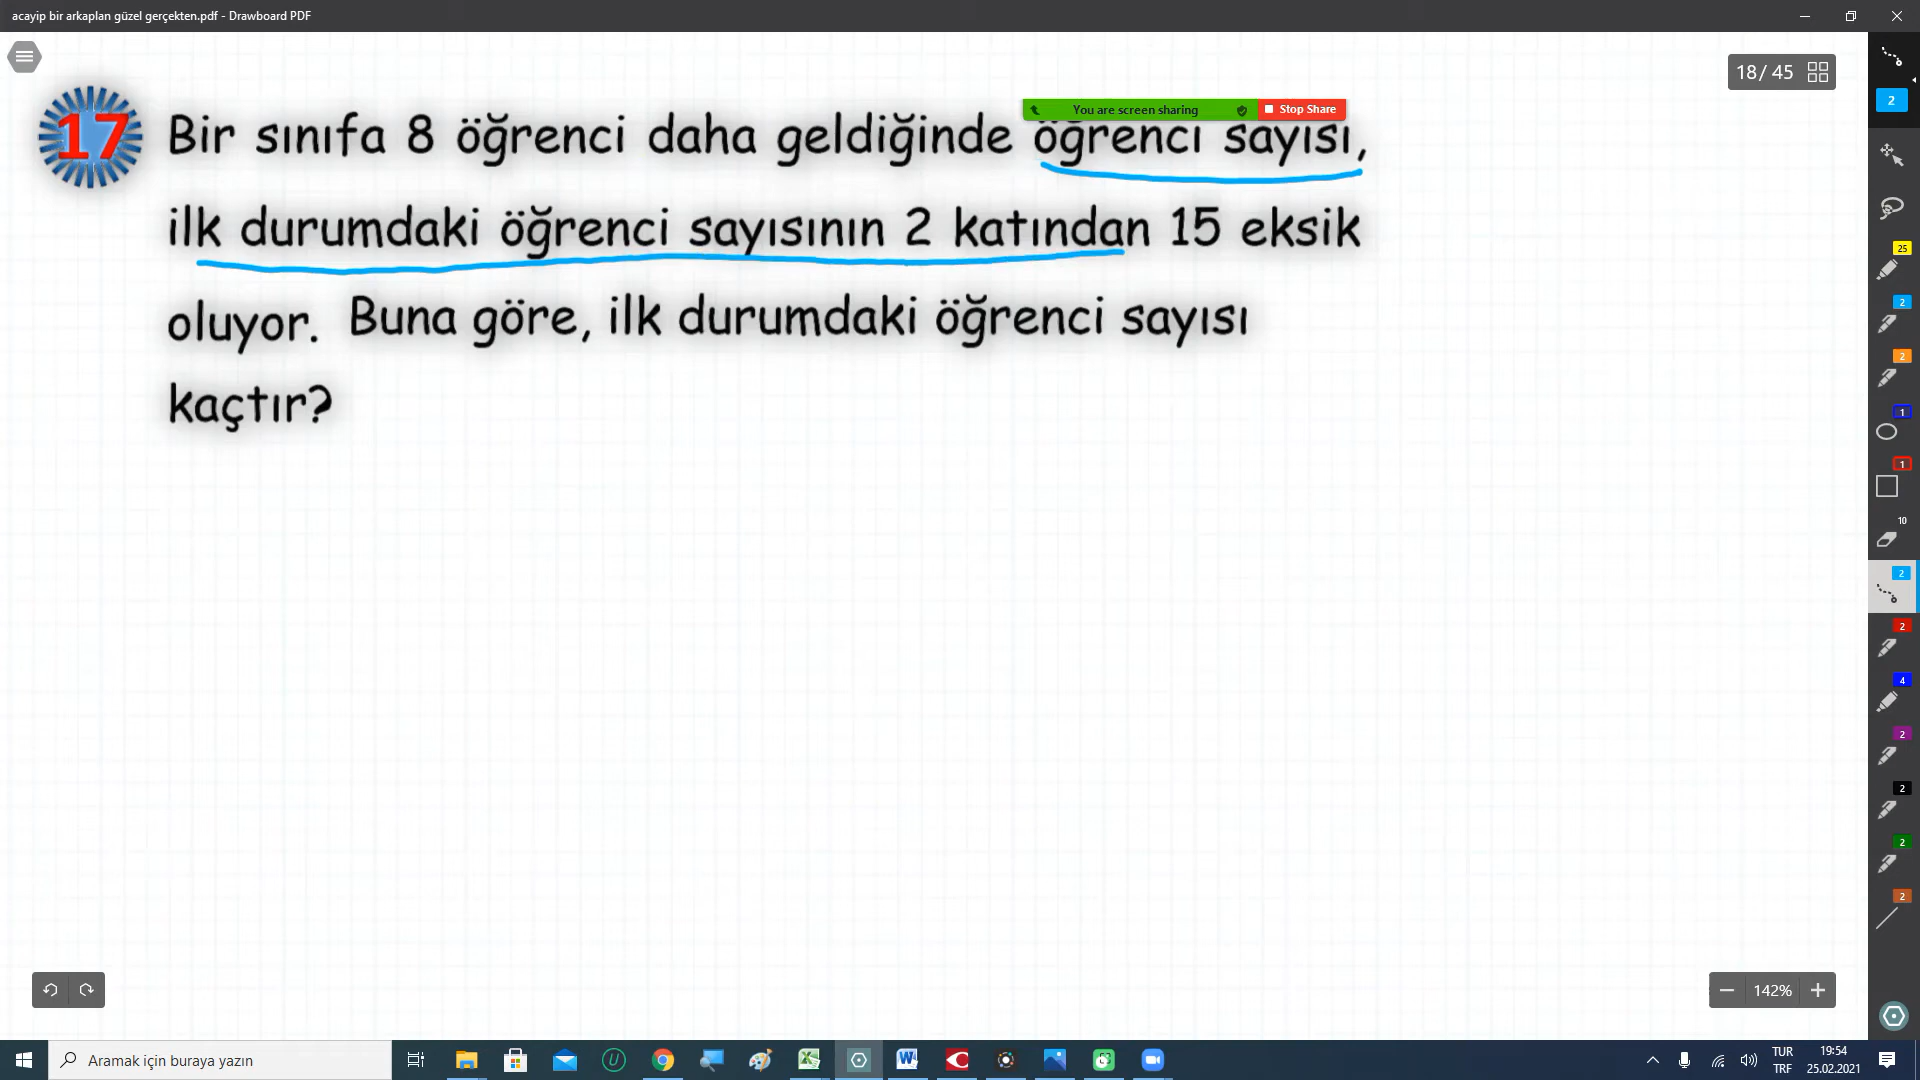 acayip bir arkaplan güzel gerçekten.pdf - Drawboard PDF
18/ 45
You are screen sharing
Stop Share
17
Bir sınıfa 8 öğrenci daha geldiğinde öğrenci sayısı,
ilk durumdaki öğrenci sayısının 2 katından 15 eksik
oluyor. Buna göre, ilk durumdaki öğrenci sayısı
kaçtır?
2
25
2
2
1
1
10
2
2
4
2
2
2
2
142%
Aramak için buraya yazın
TUR
TRF
19:54
25.02.2021